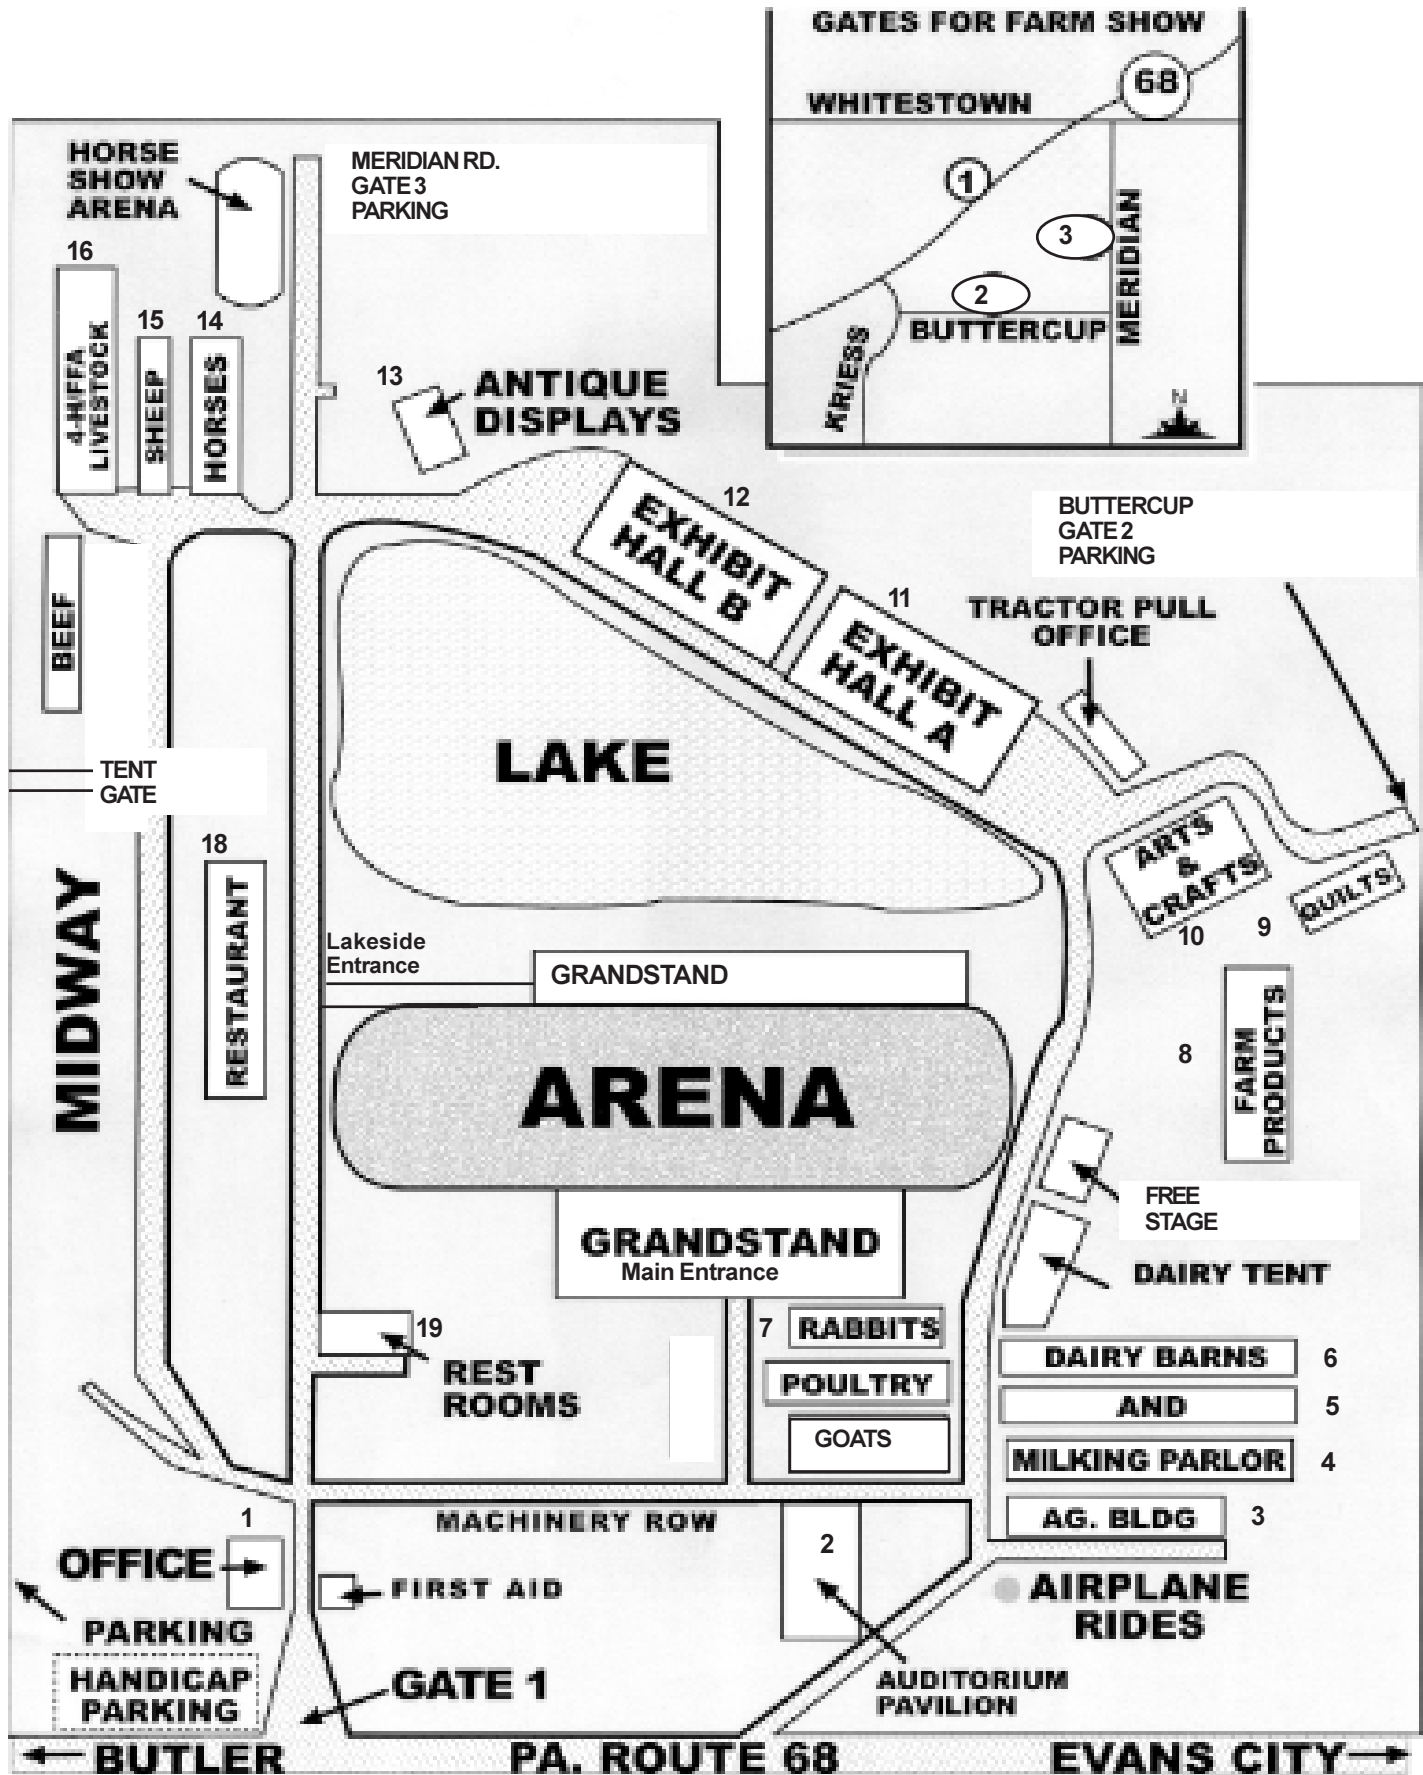 GATES FOR FARM SHOW
68
WHITESTOWN
1
3
MERIDIAN
2
BUTTERCUP
KRIESS
N
HORSE
SHOW
ARENA
MERIDIAN RD.
GATE 3
PARKING
16
4-H/FFA
LIVESTOCK
15
SHEEP
14
HORSES
13
ANTIQUE
DISPLAYS
12
EXHIBIT
HALL B
11
EXHIBIT
HALL A
BUTTERCUP
GATE 2
PARKING
TRACTOR PULL
OFFICE
BEEF
LAKE
TENT
GATE
ARTS
&
CRAFTS
10
9
QUILTS
18
RESTAURANT
MIDWAY
Lakeside
Entrance
GRANDSTAND
8
FARM
PRODUCTS
ARENA
FREE
STAGE
GRANDSTAND
Main Entrance
DAIRY TENT
19
REST
ROOMS
7
RABBITS
POULTRY
GOATS
DAIRY BARNS
6
AND
5
MILKING PARLOR
4
AG. BLDG
3
1
OFFICE
MACHINERY ROW
2
FIRST AID
AIRPLANE
RIDES
PARKING
HANDICAP
PARKING
GATE 1
AUDITORIUM
PAVILION
BUTLER
PA. ROUTE 68
EVANS CITY